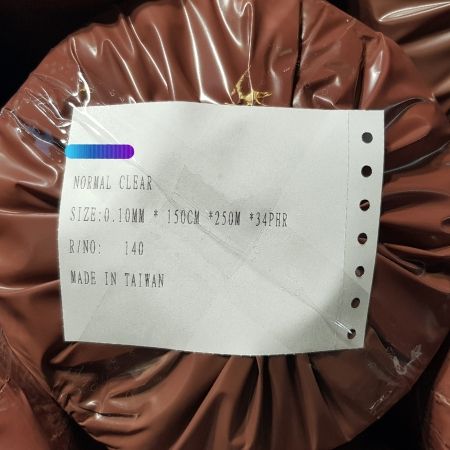 NORMAL CLEAR
SIZE:0.10MM * 150CM *250M *34PHR
R/NO: 140
MADE IN TAIWAN